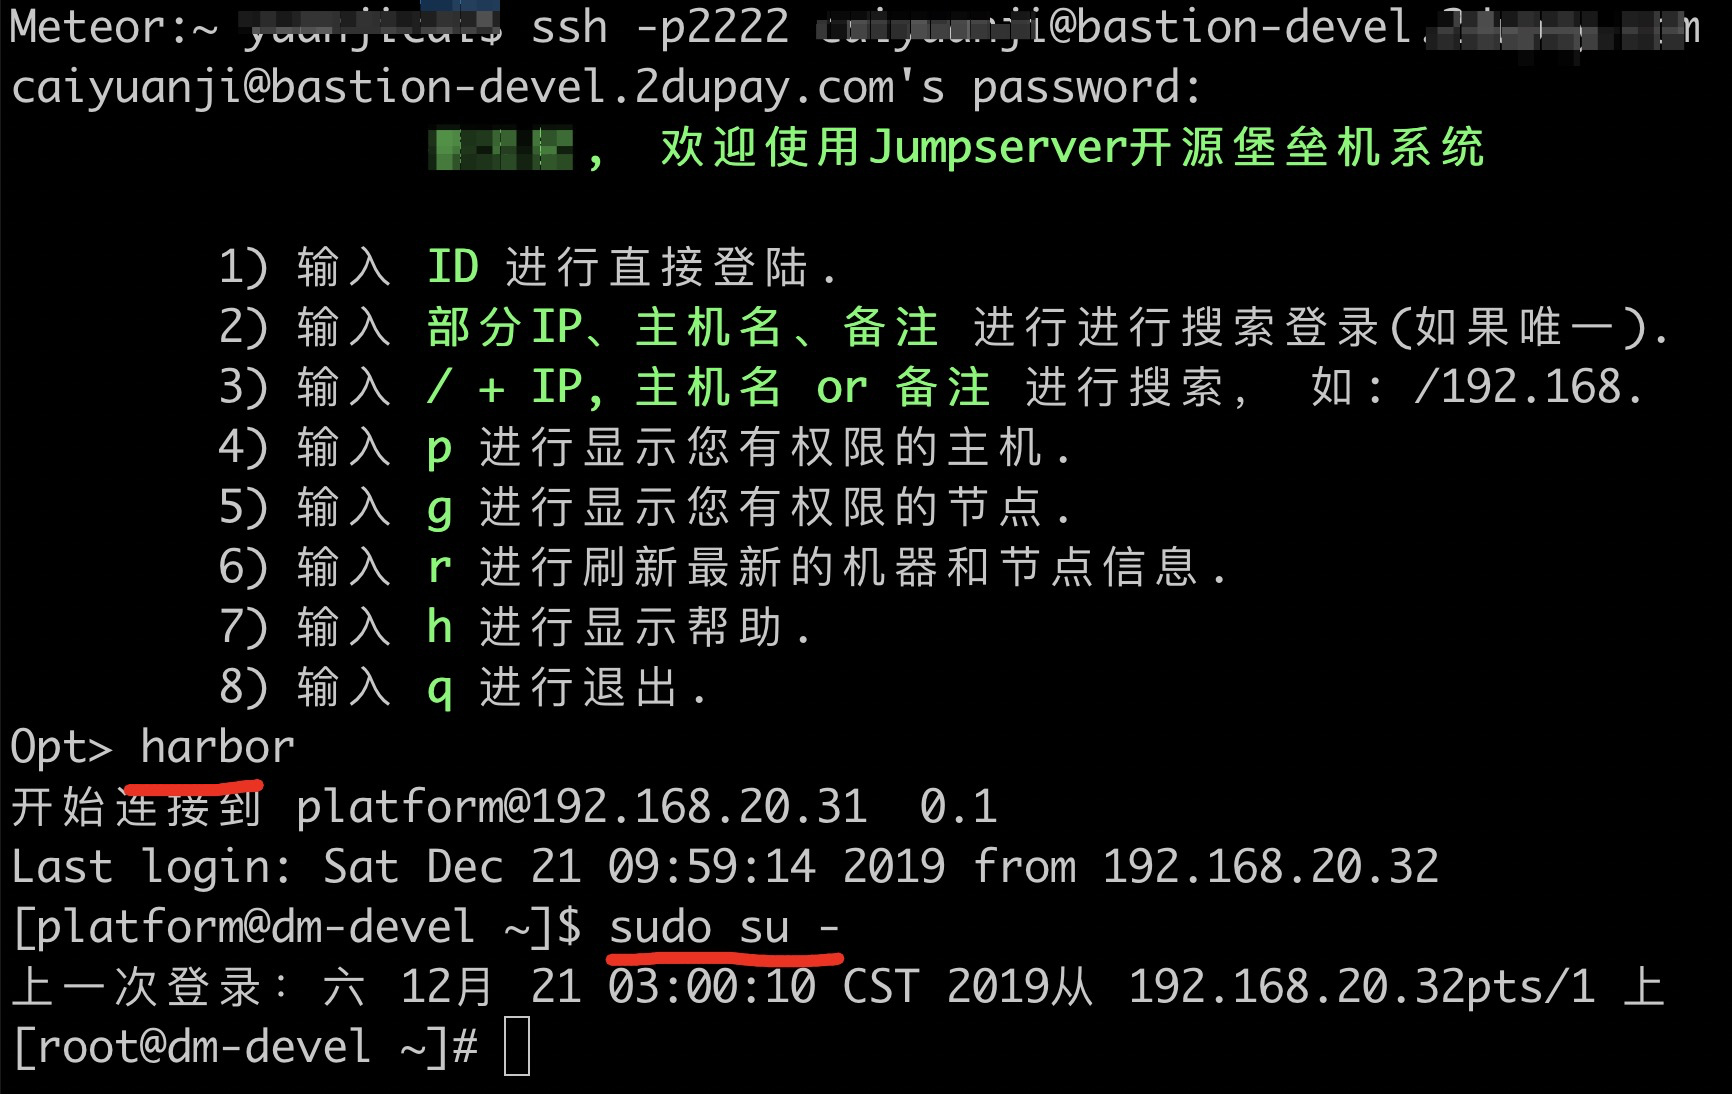 Meteor:~ ssh -p2222 @bastion-devel.
caiyuanji@bastion-devel.2dupay.com's password:
， 欢迎使用Jumpserver开源堡垒机系统
1) 输入 ID 进行直接登陆.
2) 输入 部分IP、主机名、备注 进行进行搜索登录(如果唯一).
3) 输入 / + IP, 主机名 or 备注 进行搜索， 如: /192.168.
4) 输入 p 进行显示您有权限的主机.
5) 输入 g 进行显示您有权限的节点.
6) 输入 r 进行刷新最新的机器和节点信息.
7) 输入 h 进行显示帮助.
8) 输入 q 进行退出.
Opt> harbor
开始连接到 platform@192.168.20.31 0.1
Last login: Sat Dec 21 09:59:14 2019 from 192.168.20.32
[platform@dm-devel ~]$ sudo su -
上一次登录: 六 12月 21 03:00:10 CST 2019从 192.168.20.32pts/1 上
[root@dm-devel ~]#